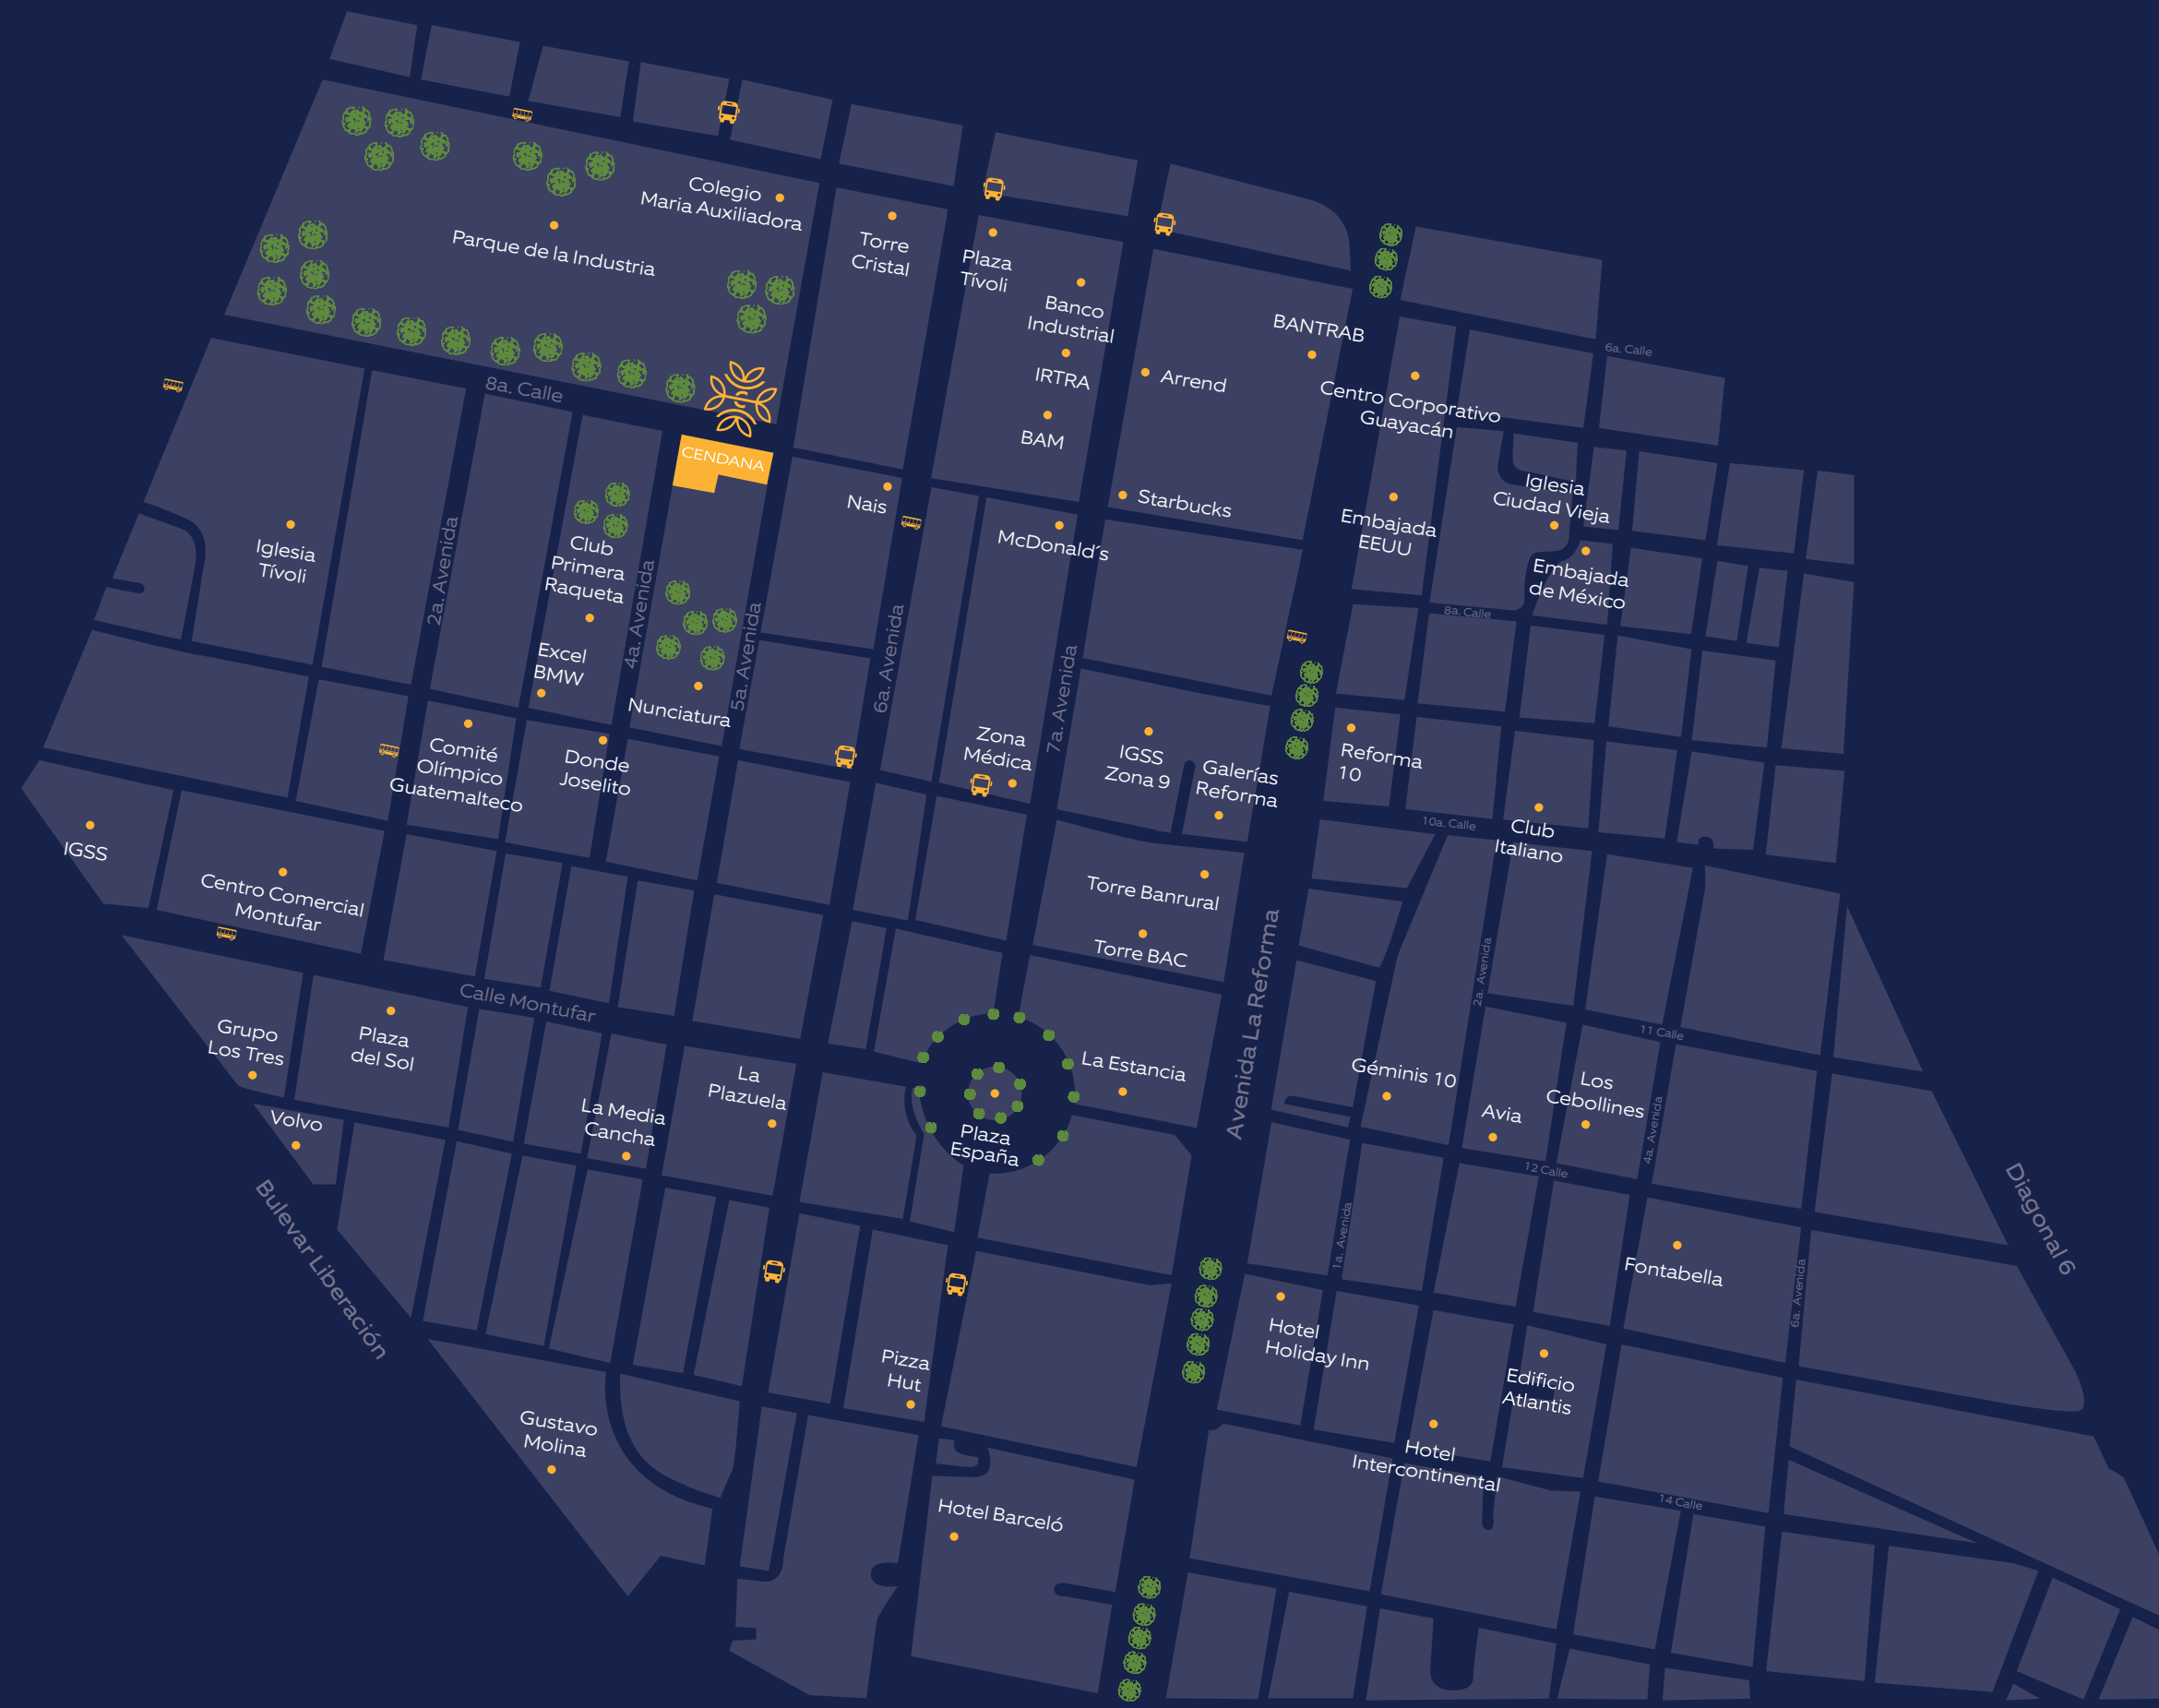 Colegio
Maria Auxiliadora
Parque de la Industria
Torre
Cristal
Plaza
Tívoli
Banco
Industrial
IRTRA
BAM
Arrend
BANTRAB
6a. Calle
Centro Corporativo
Guayacán
8a. Calle
CENDANA
Nais
Starbucks
McDonald´s
Embajada
EEUU
Iglesia
Ciudad Vieja
Embajada
de México
8a. Calle
Iglesia
Tívoli
2a. Avenida
Club
Primera
Raqueta
4a. Avenida
5a. Avenida
6a. Avenida
7a. Avenida
Excel
BMW
Nunciatura
Comité
Olímpico
Guatemalteco
Donde
Joselito
Zona
Médica
IGSS
Zona 9
Galerías
Reforma
Reforma
10
10a. Calle
Club
Italiano
IGSS
Centro Comercial
Montufar
Torre Banrural
Torre BAC
Avenida La Reforma
2a. Avenida
11 Calle
Calle Montufar
Grupo
Los Tres
Plaza
del Sol
Volvo
La
Plazuela
La Media
Cancha
La Estancia
Plaza
España
Géminis 10
Avia
Los
Cebollines
4a. Avenida
12 Calle
Diagonal 6
Bulevar Liberación
1a. Avenida
Fontabella
6a. Avenida
Hotel
Holiday Inn
Pizza
Hut
Edificio
Atlantis
Gustavo
Molina
Hotel
Intercontinental
14 Calle
Hotel Barceló